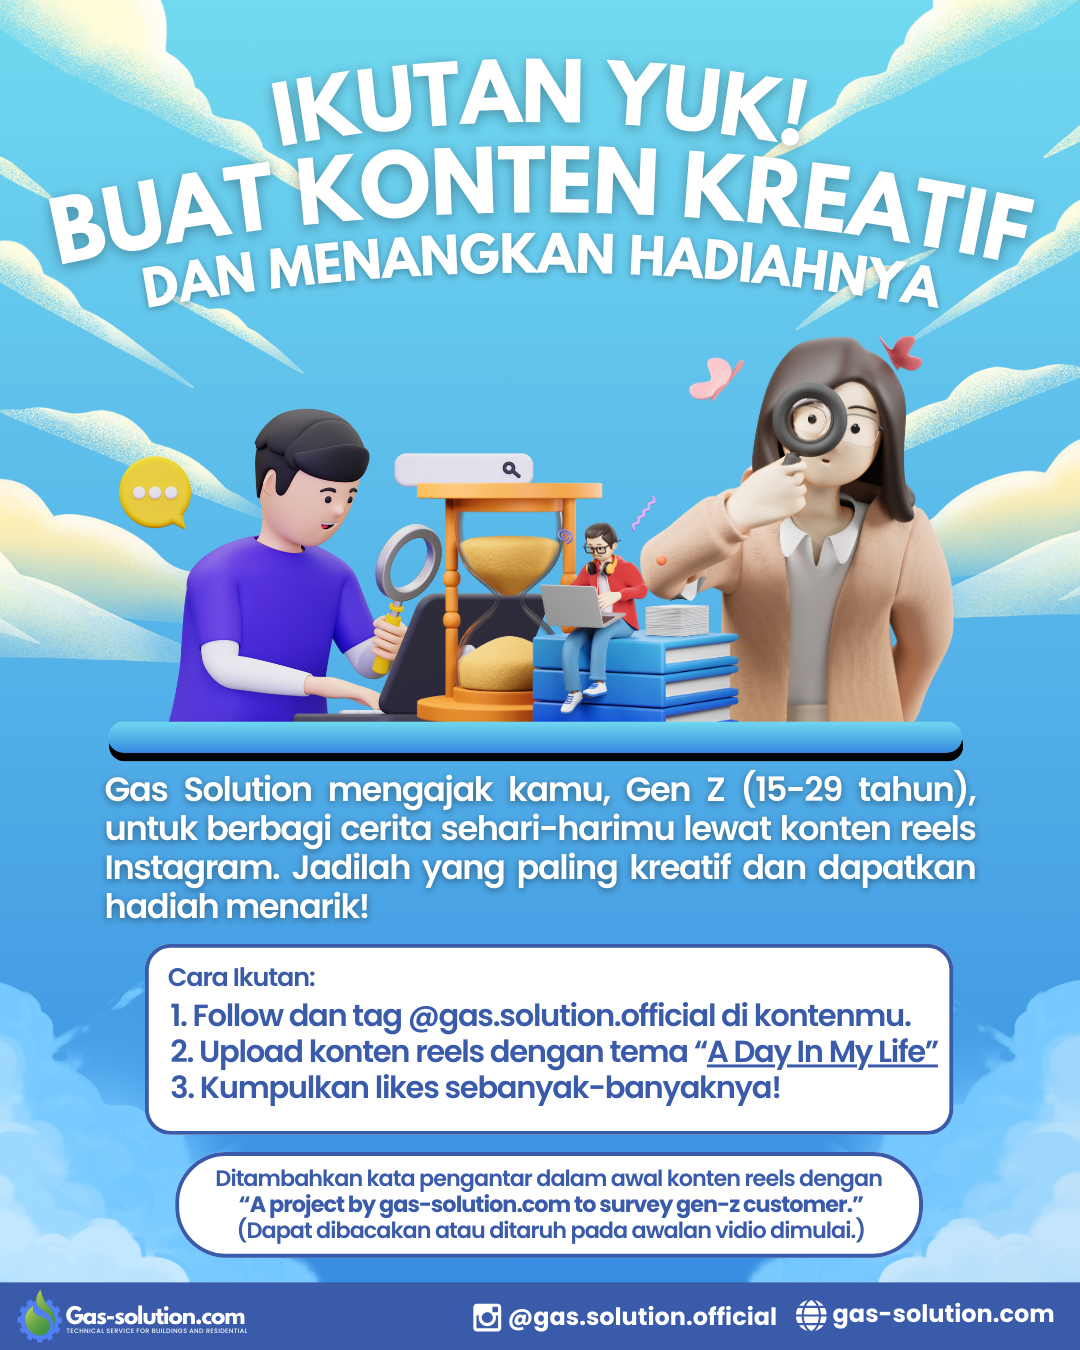 IKUTAN YUK!
BUAT KONTEN KREATIF
DAN MENANGKAN HADIAHNYA
Gas Solution mengajak kamu, Gen Z (15-29 tahun),
untuk berbagi cerita sehari-harimu lewat konten reels
Instagram. Jadilah yang paling kreatif dan dapatkan
hadiah menarik!
Cara Ikutan:
1. Follow dan tag @gas.solution.official di kontenmu.
2. Upload konten reels dengan tema “A Day In My Life”
3. Kumpulkan likes sebanyak-banyaknya!
Ditambahkan kata pengantar dalam awal konten reels dengan
“A project by gas-solution.com to survey gen-z customer.”
(Dapat dibacakan atau ditaruh pada awalan vidio dimulai.)
Gas-solution.com
TECHNICAL SERVICE FOR BUILDINGS AND RESIDENTIAL
@gas.solution.official
gas-solution.com